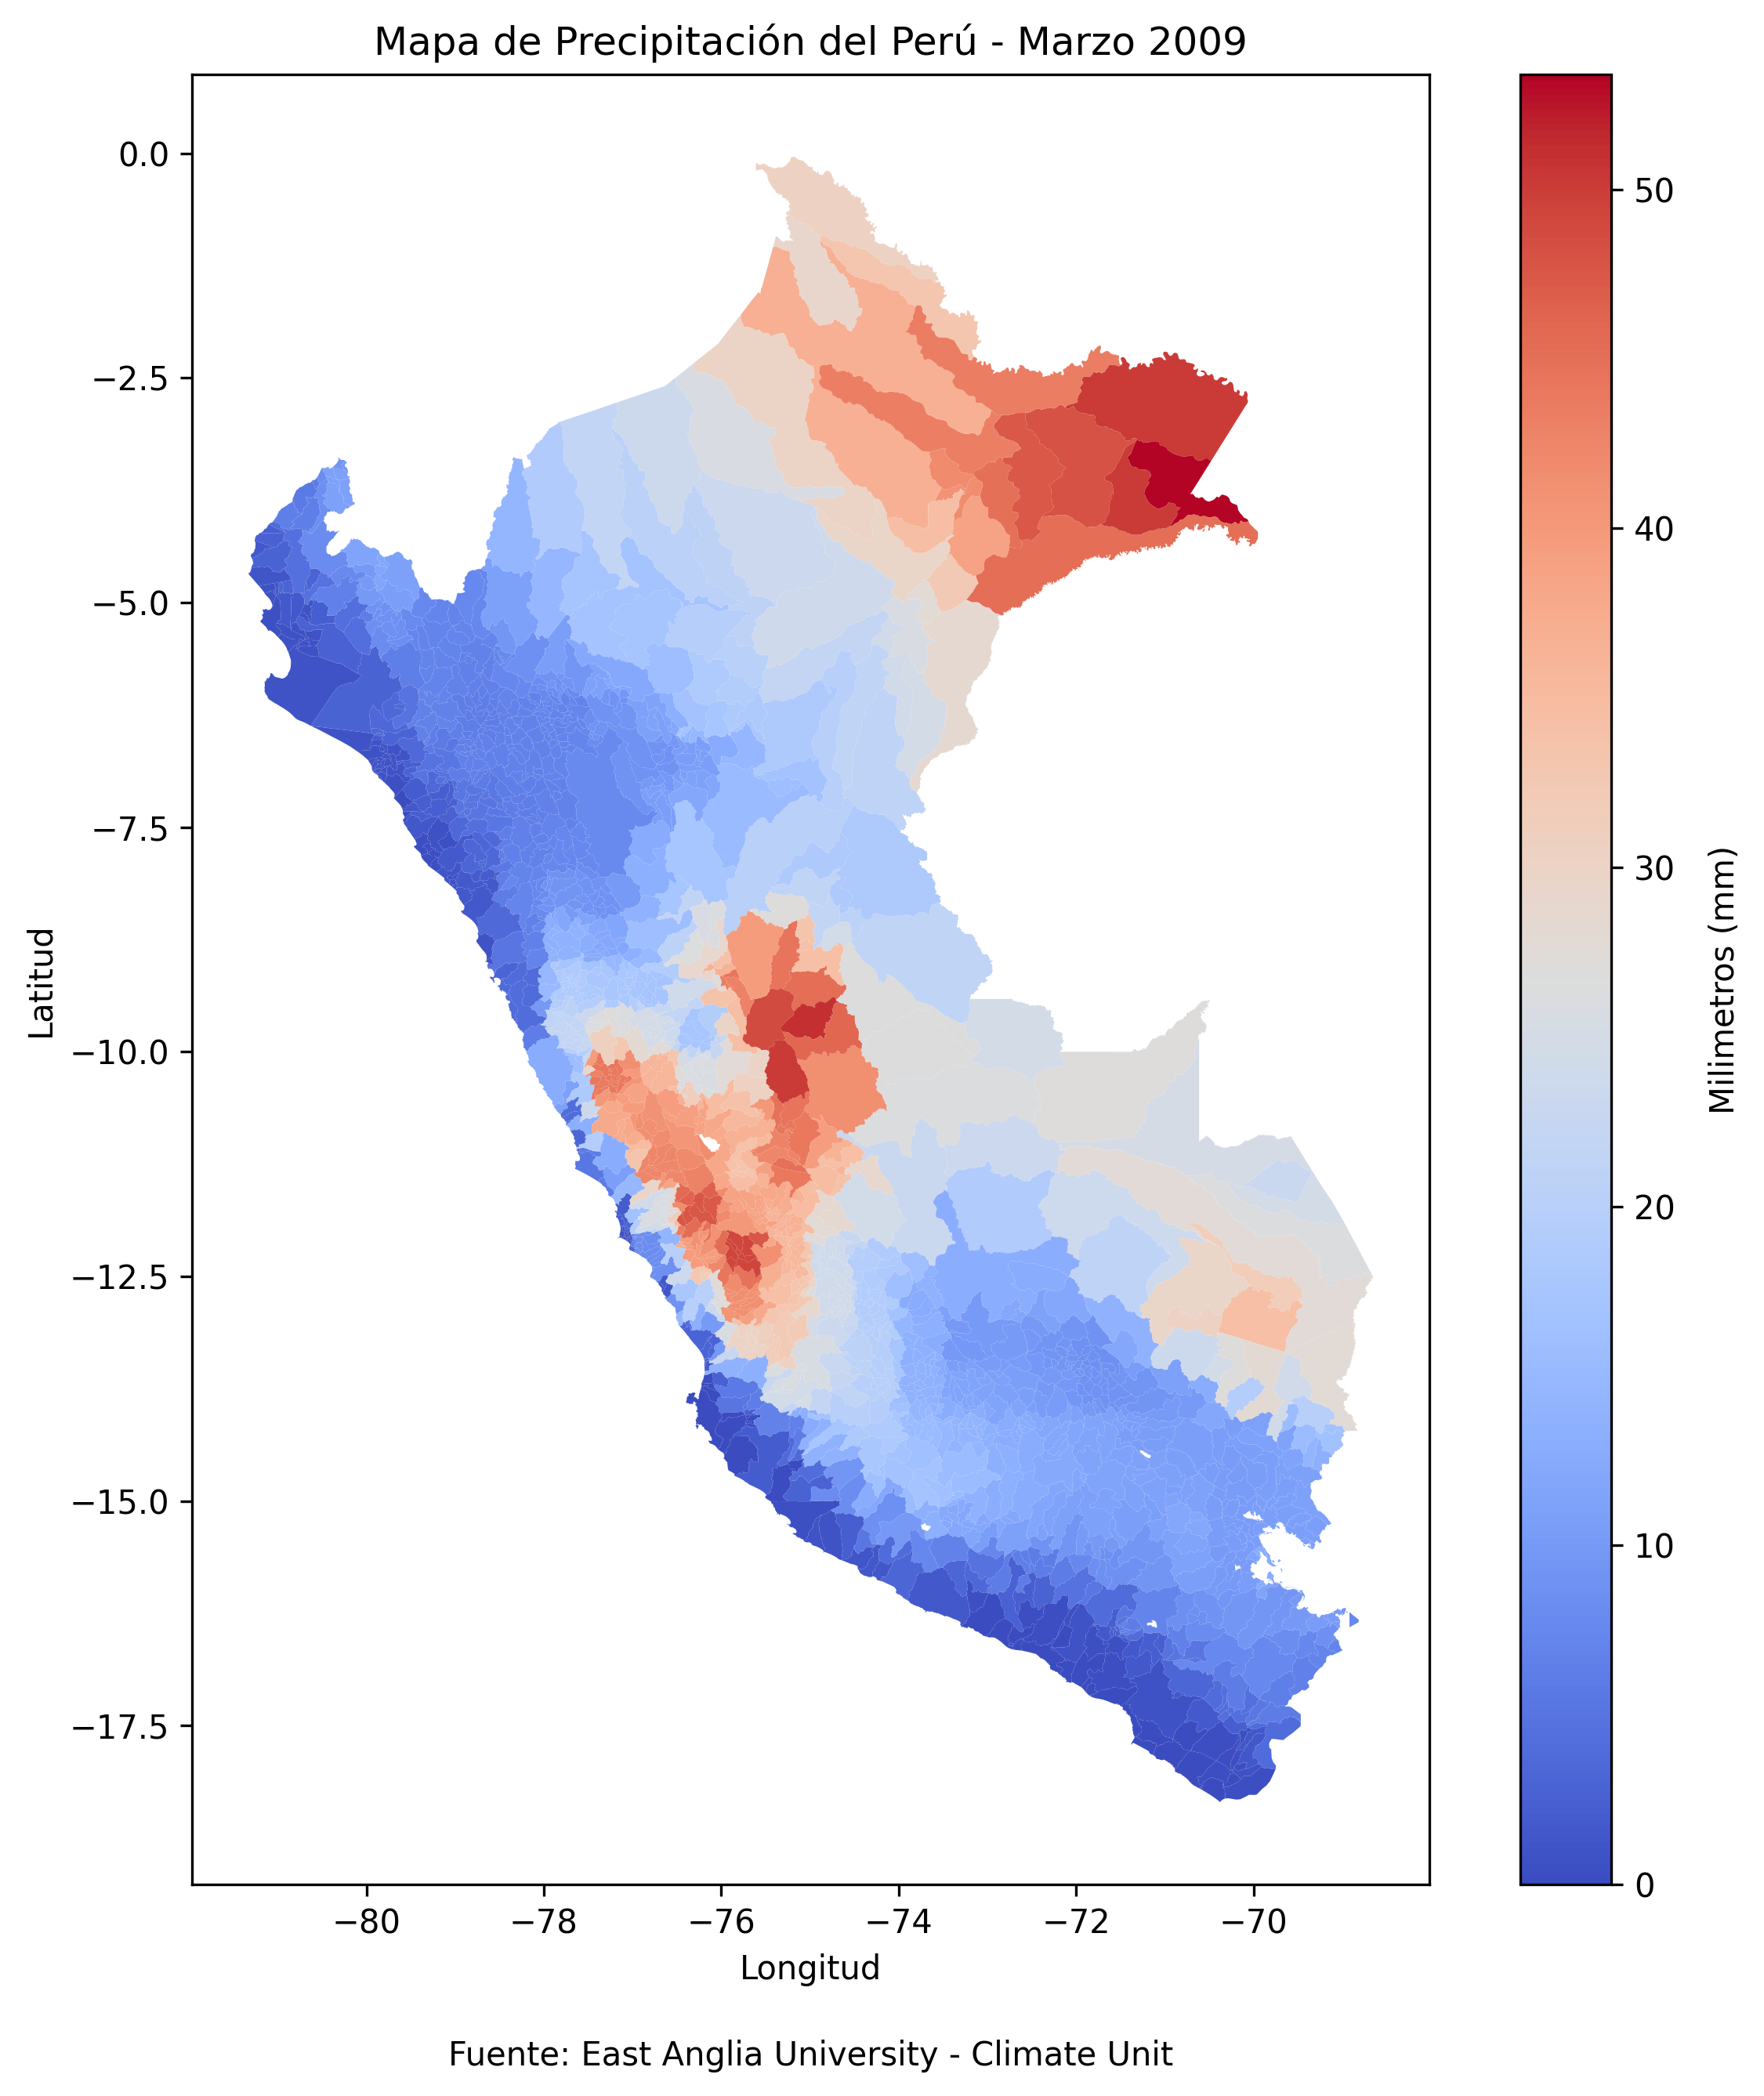 Mapa de Precipitación del Perú - Marzo 2009
0.0
−2.5
−5.0
−7.5
−10.0
−12.5
−15.0
−17.5
Latitud
−80 −78 −76 −74 −72 −70
Longitud
50
40
30
20
10
0
Milimetros (mm)
Fuente: East Anglia University - Climate Unit